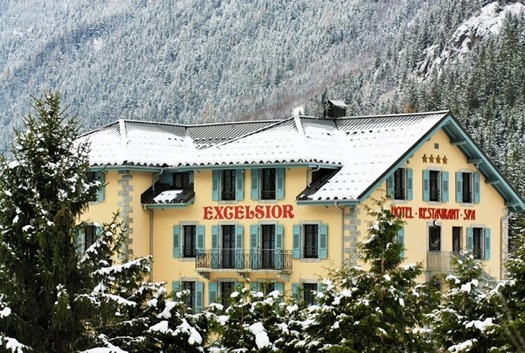 EXCELSIOR
HOTEL - RESTAURANT - SPA